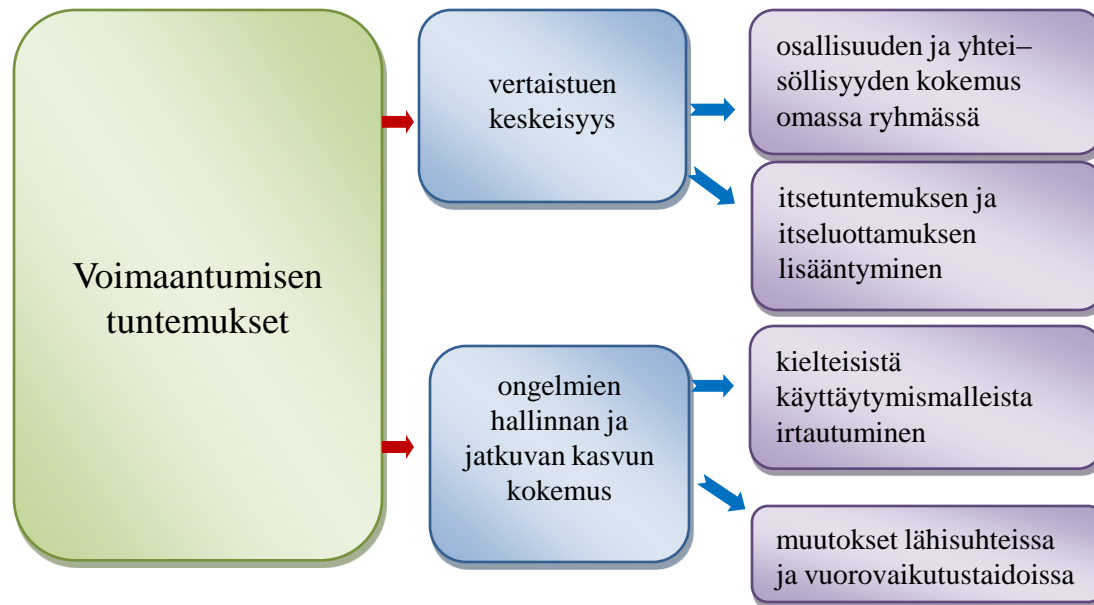 Voimaantumisen
tuntemukset
vertaistuen
keskeisyys
osallisuuden ja yhtei–
söllisyyden kokemus
omassa ryhmässä
itsetuntemuksen ja
itseluottamuksen
lisääntyminen
ongelmien
hallinnan ja
jatkuvan kasvun
kokemus
kielteisistä
käyttäytymismalleista
irtautuminen
muutokset lähisuhteissa
ja vuorovaikutustaidoissa